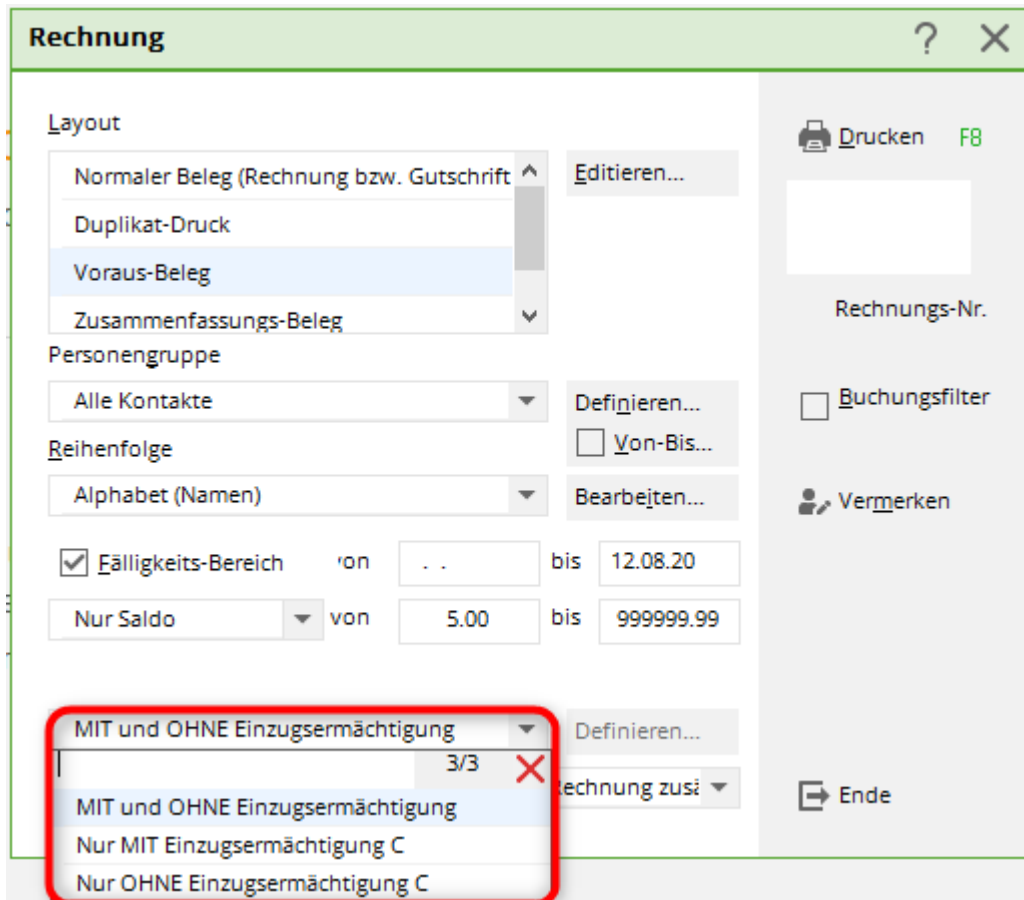 Rechnung ?
Layout
Normaler Beleg (Rechnung bzw. Gutschrift
Editieren...
Duplikat-Druck
Voraus-Beleg
Zusammenfassungs-Beleg
Drucken F8
Rechnungs-Nr.
Personengruppe
Alle Kontakte
Definieren...
Von-Bis...
Buchungsfilter
Reihenfolge
Alphabet (Namen)
Bearbeiten...
Vermerken
Fälligkeits-Bereich von . . bis 12.08.20
Nur Saldo von 5.00 bis 999999.99
MIT und OHNE Einzugsermächtigung
Definieren...
3/3
MIT und OHNE Einzugsermächtigung
Nur MIT Einzugsermächtigung C
Nur OHNE Einzugsermächtigung C
Ende